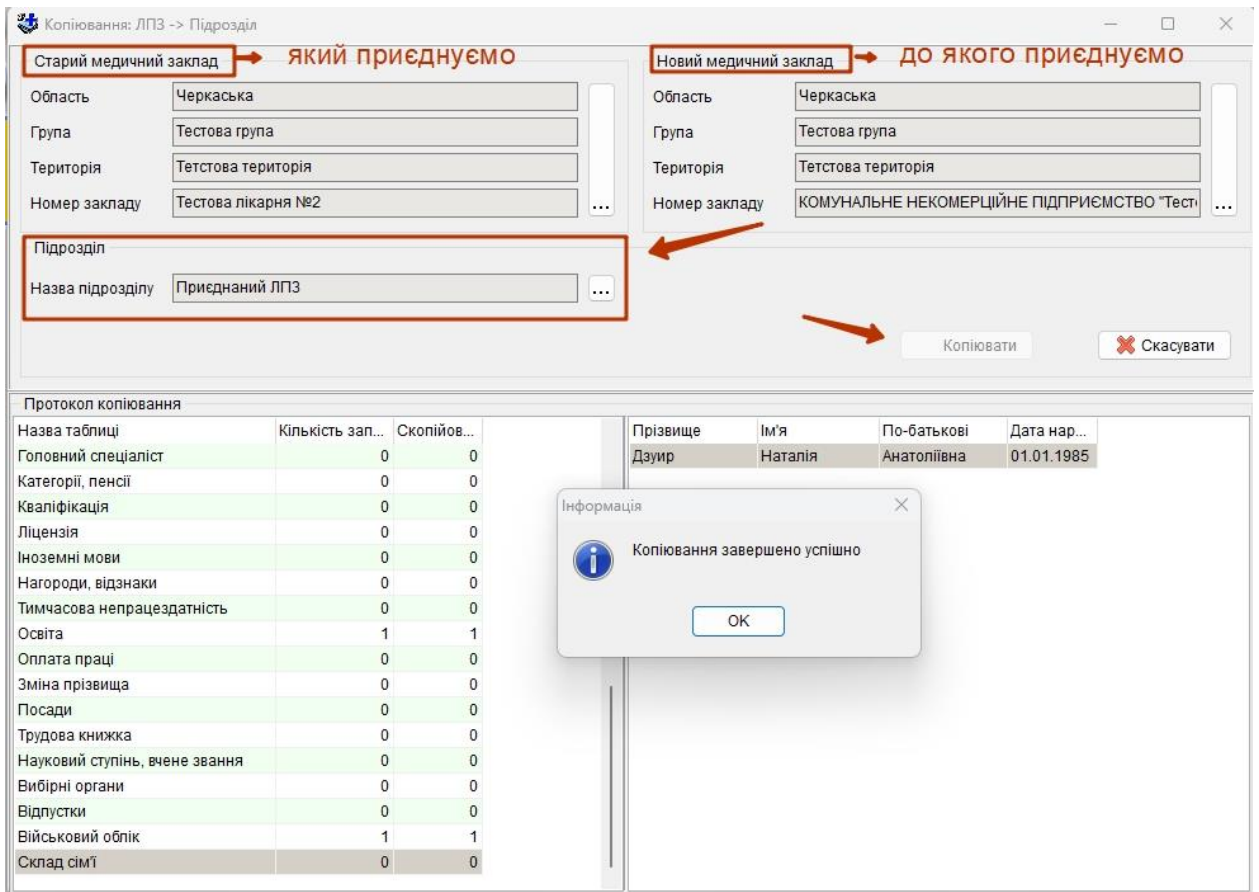 Копіювання: ЛПЗ -> Підрозділ
Старий медичний заклад який приєднуємо
Область Черкаська
Група Тестова група
Територія Тетстова територія
Номер закладу Тестова лікарня №2 ...
Новий медичний заклад до якого приєднуємо
Область Черкаська
Група Тестова група
Територія Тетстова територія
Номер закладу КОМУНАЛЬНЕ НЕКОМЕРЦІЙНЕ ПІДПРИЄМСТВО "Тест ...
Підрозділ
Назва підрозділу Приєднаний ЛПЗ ...
Копіювати Скасувати
Протокол копіювання
Назва таблиці Кількість зап... Скопійов...
Головний спеціаліст 0 0
Категорії, пенсії 0 0
Кваліфікація 0 0
Ліцензія 0 0
Іноземні мови 0 0
Нагороди, відзнаки 0 0
Тимчасова непрацездатність 0 0
Освіта 1 1
Оплата праці 0 0
Зміна прізвища 0 0
Посади 0 0
Трудова книжка 0 0
Науковий ступінь, вчене звання 0 0
Вибірні органи 0 0
Відпустки 0 0
Військовий облік 1 1
Склад сім'ї 0 0
Прізвище Ім'я По-батькові Дата нар...
Дзуир Наталія Анатоліївна 01.01.1985
Інформація
Копіювання завершено успішно
OK